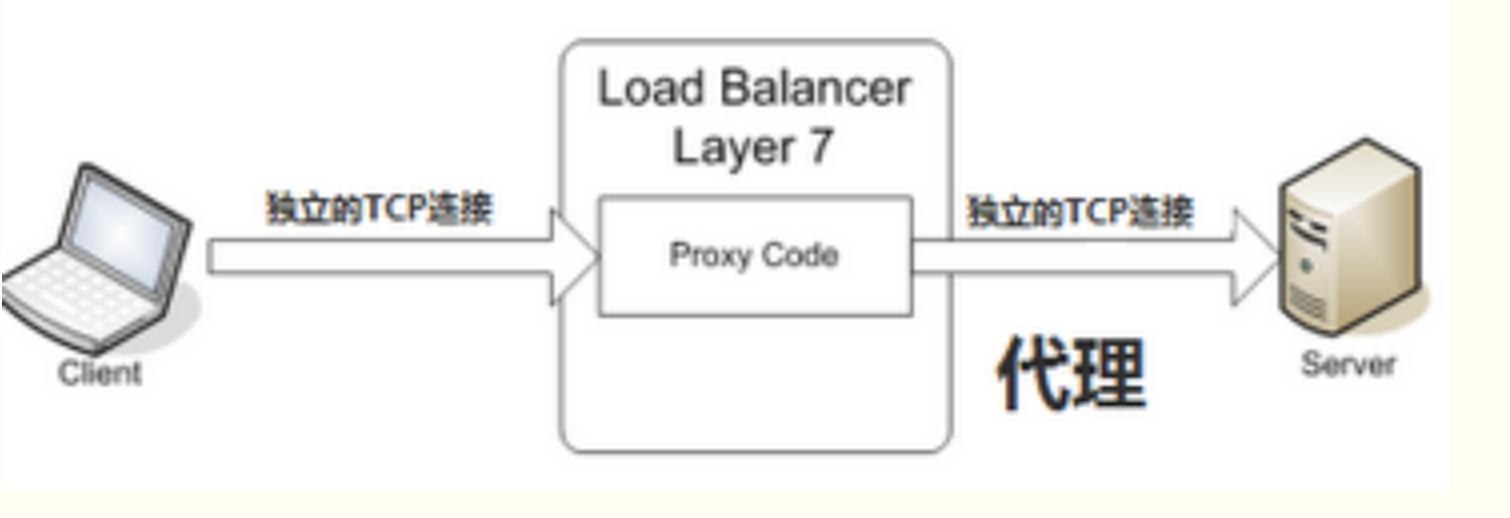 Load Balancer
Layer 7
独立的TCP连接
独立的TCP连接
Proxy Code
代理
Client
Server